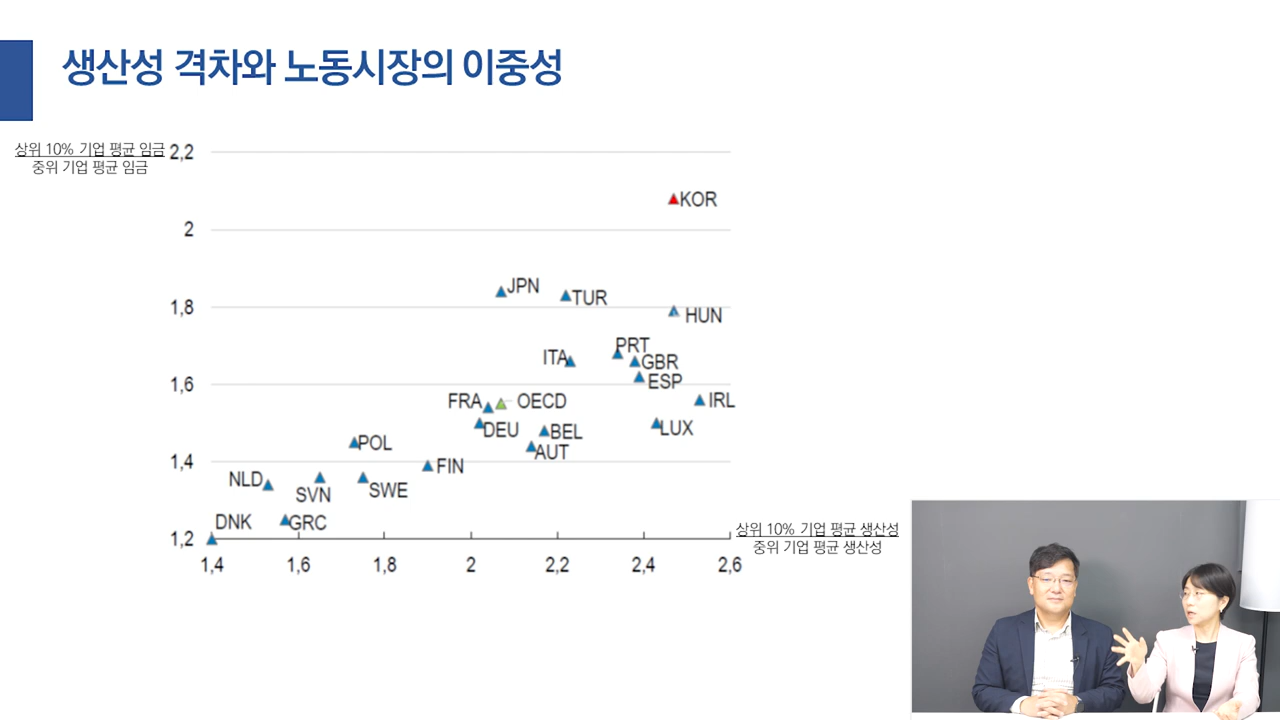 생산성 격차와 노동시장의 이중성
상위 10% 기업 평균 임금
중위 기업 평균 임금
2,2
KOR
2
JPN
TUR
1,8
HUN
PRT
ITA
GBR
ESP
1,6
FRA
OECD
IRL
DEU
BEL
LUX
POL
AUT
1,4
FIN
NLD
SVN
SWE
DNK
GRC
1,2
상위 10% 기업 평균 생산성
중위 기업 평균 생산성
1,4 1,6 1,8 2 2,2 2,4 2,6